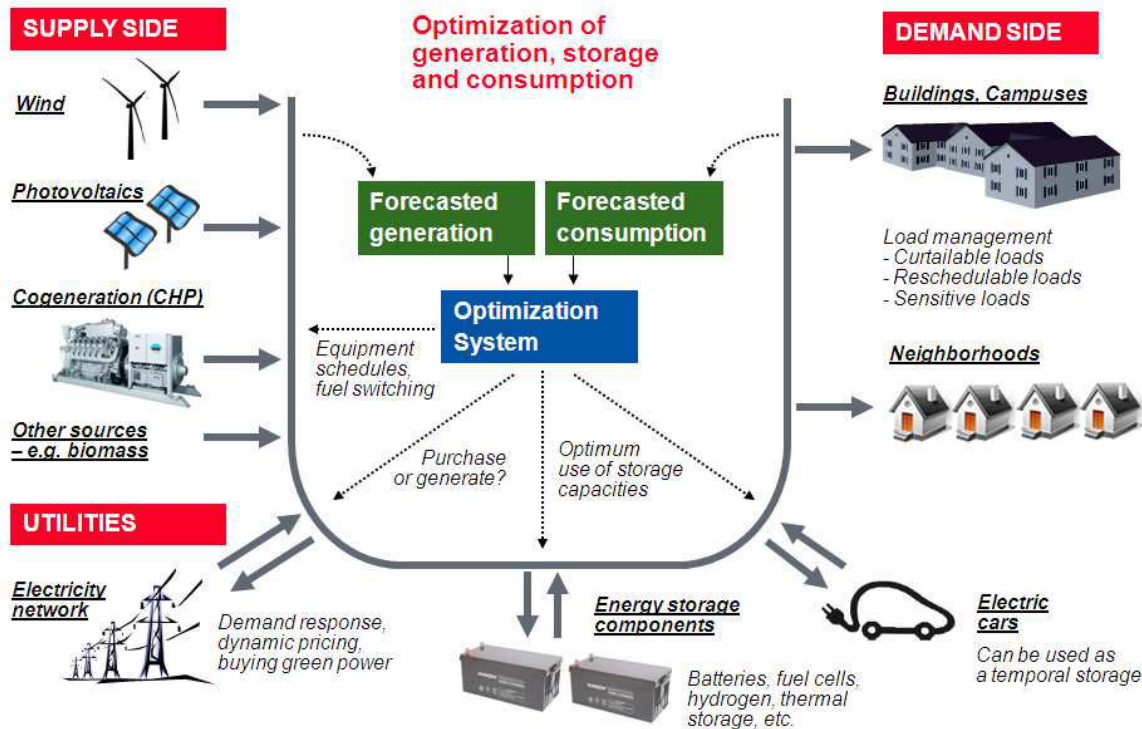 SUPPLY SIDE
Optimization of
generation, storage
and consumption
DEMAND SIDE
Wind
Photovoltaics
Cogeneration (CHP)
Other sources
– e.g. biomass
Forecasted
generation
Forecasted
consumption
Optimization
System
Equipment
schedules,
fuel switching
Purchase
or generate?
Optimum
use of storage
capacities
Buildings, Campuses
Load management
- Curtailable loads
- Reschedulable loads
- Sensitive loads
Neighborhoods
UTILITIES
Electricity
network
Demand response,
dynamic pricing,
buying green power
Energy storage
components
Batteries, fuel cells,
hydrogen, thermal
storage, etc.
Electric
cars
Can be used as
a temporal storage